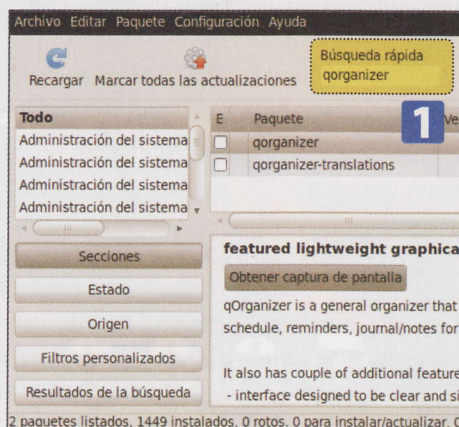 Archivo Editar Paquete Configuración Ayuda
Búsqueda rápida
qorganizer
Recargar Marcar todas las actualizaciones
1
Todo
E Paquete Ve
Administración del sistema
qorganizer
Administración del sistema
qorganizer-translations
Administración del sistema
Administración del sistema
Secciones
Estado
Origen
Filtros personalizados
Resultados de la búsqueda
featured lightweight graphica
Obtener captura de pantalla
qOrganizer is a general organizer that
schedule, reminders, journal/notes for
It also has couple of additional feature
- interface designed to be clear and si
2 paquetes listados, 1449 instalados, 0 rotos. 0 para instalar/actualizar, 0